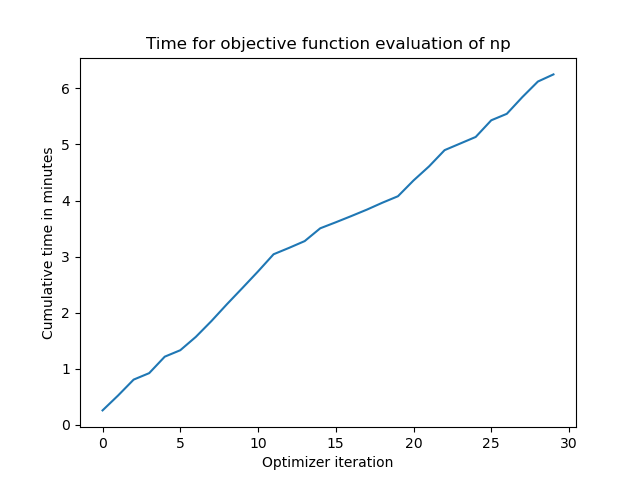 Time for objective function evaluation of np
Cumulative time in minutes
6
5
4
3
2
1
0
0 5 10 15 20 25 30
Optimizer iteration